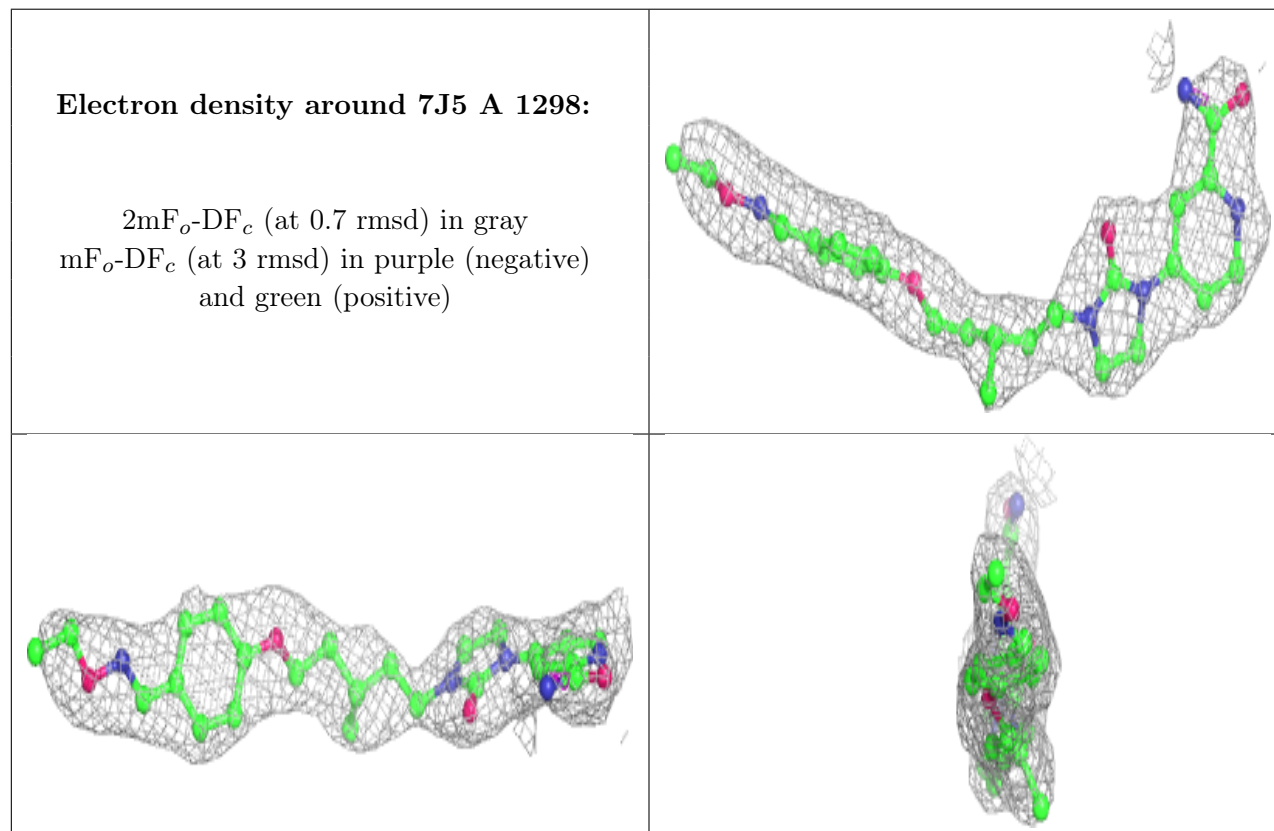 Electron density around 7J5 A 1298:
2mFo-DFc (at 0.7 rmsd) in gray
mFo-DFc (at 3 rmsd) in purple (negative)
and green (positive)